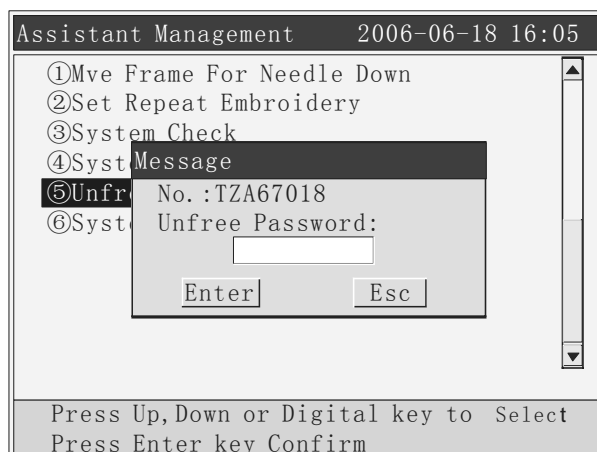 Assistant Management 2006-06-18 16:05
①Mve Frame For Needle Down
②Set Repeat Embroidery
③System Check
④Syst
Message
⑤Unfr
No.:TZA67018
⑥Syst
Unfree Password:
Enter Esc
Press Up,Down or Digital key to Select
Press Enter key Confirm